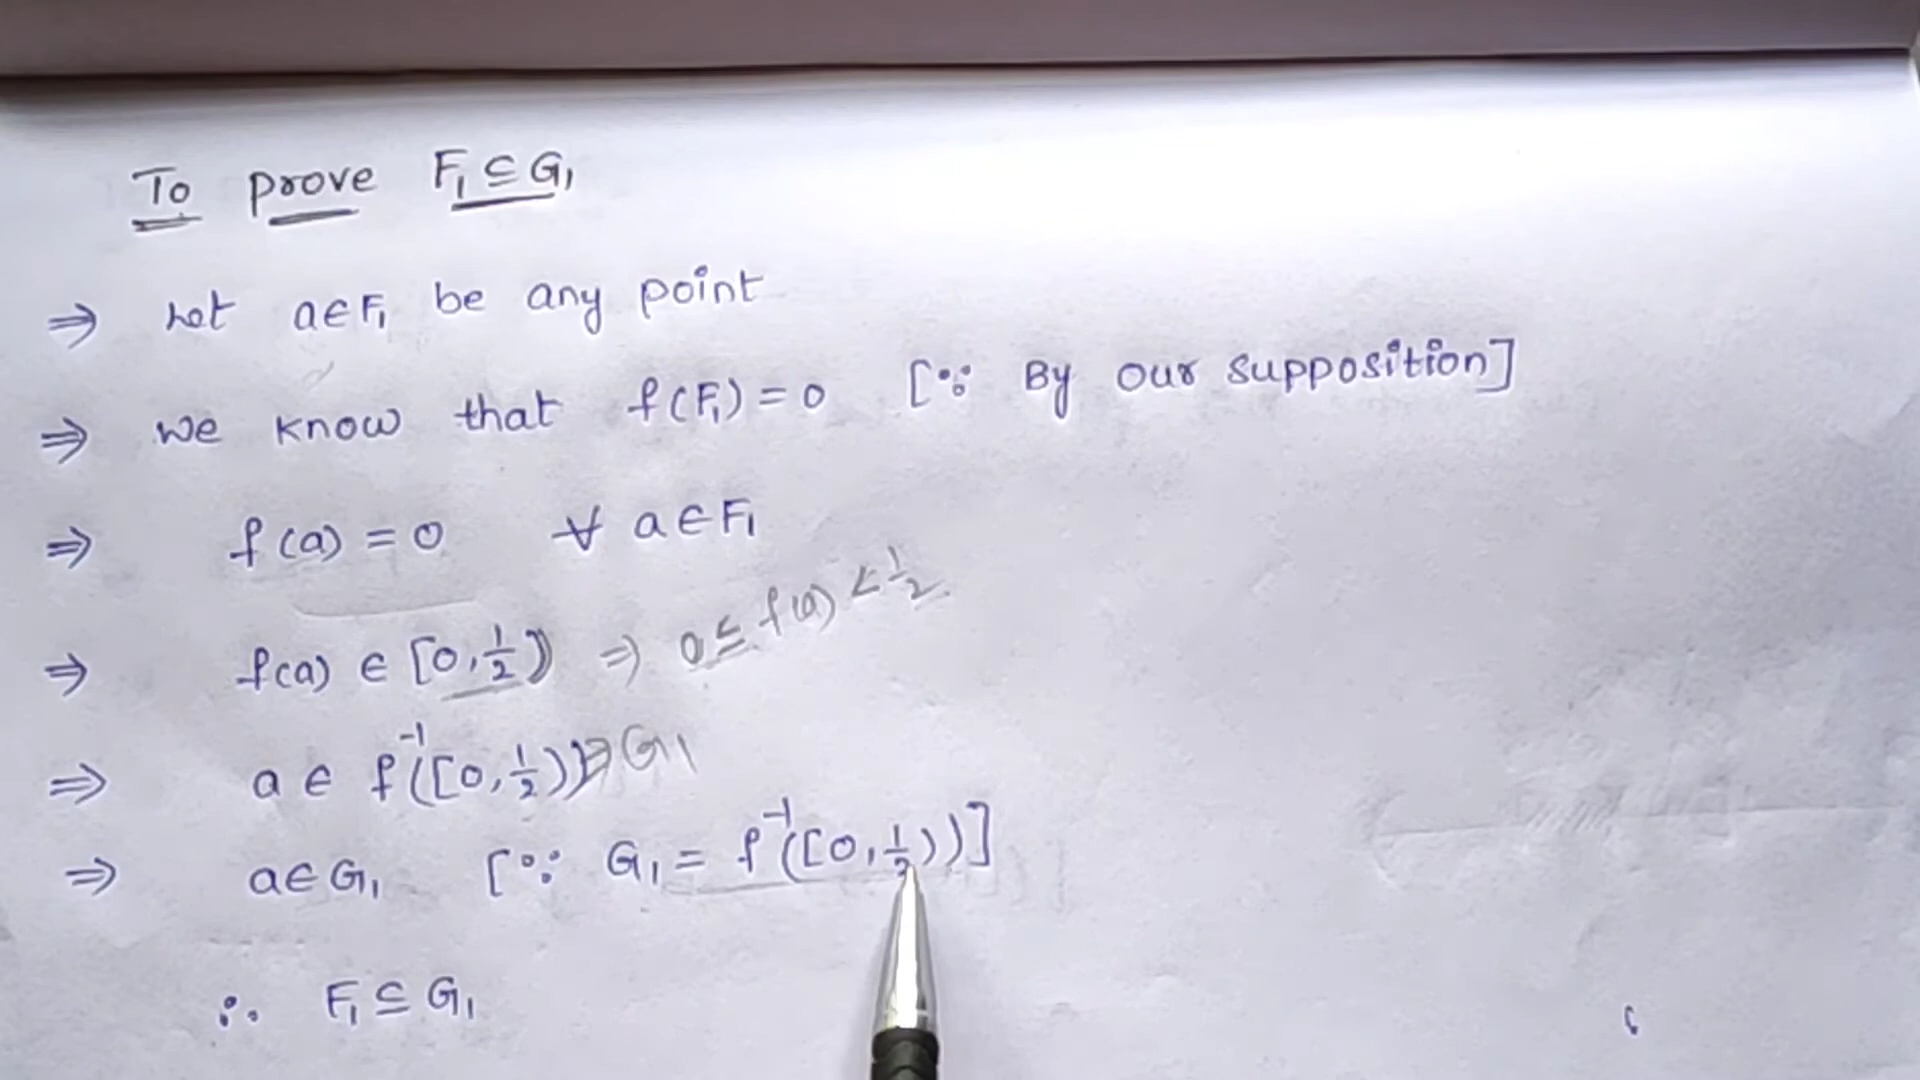 To prove F₁ ⊆ G₁
⇒ Let a∈F₁ be any point
⇒ we know that f(F₁) = 0 [∵ By our supposition]
⇒ f(a) = 0 ∀ a∈F₁
⇒ f(a) ∈ [0, 1/2) ⇒ 0 ≤ f(a) < 1/2
⇒ a ∈ f⁻¹([0, 1/2)) G₁
⇒ a∈G₁ [∵ G₁ = f⁻¹([0, 1/2))]
∴ F₁ ⊆ G₁